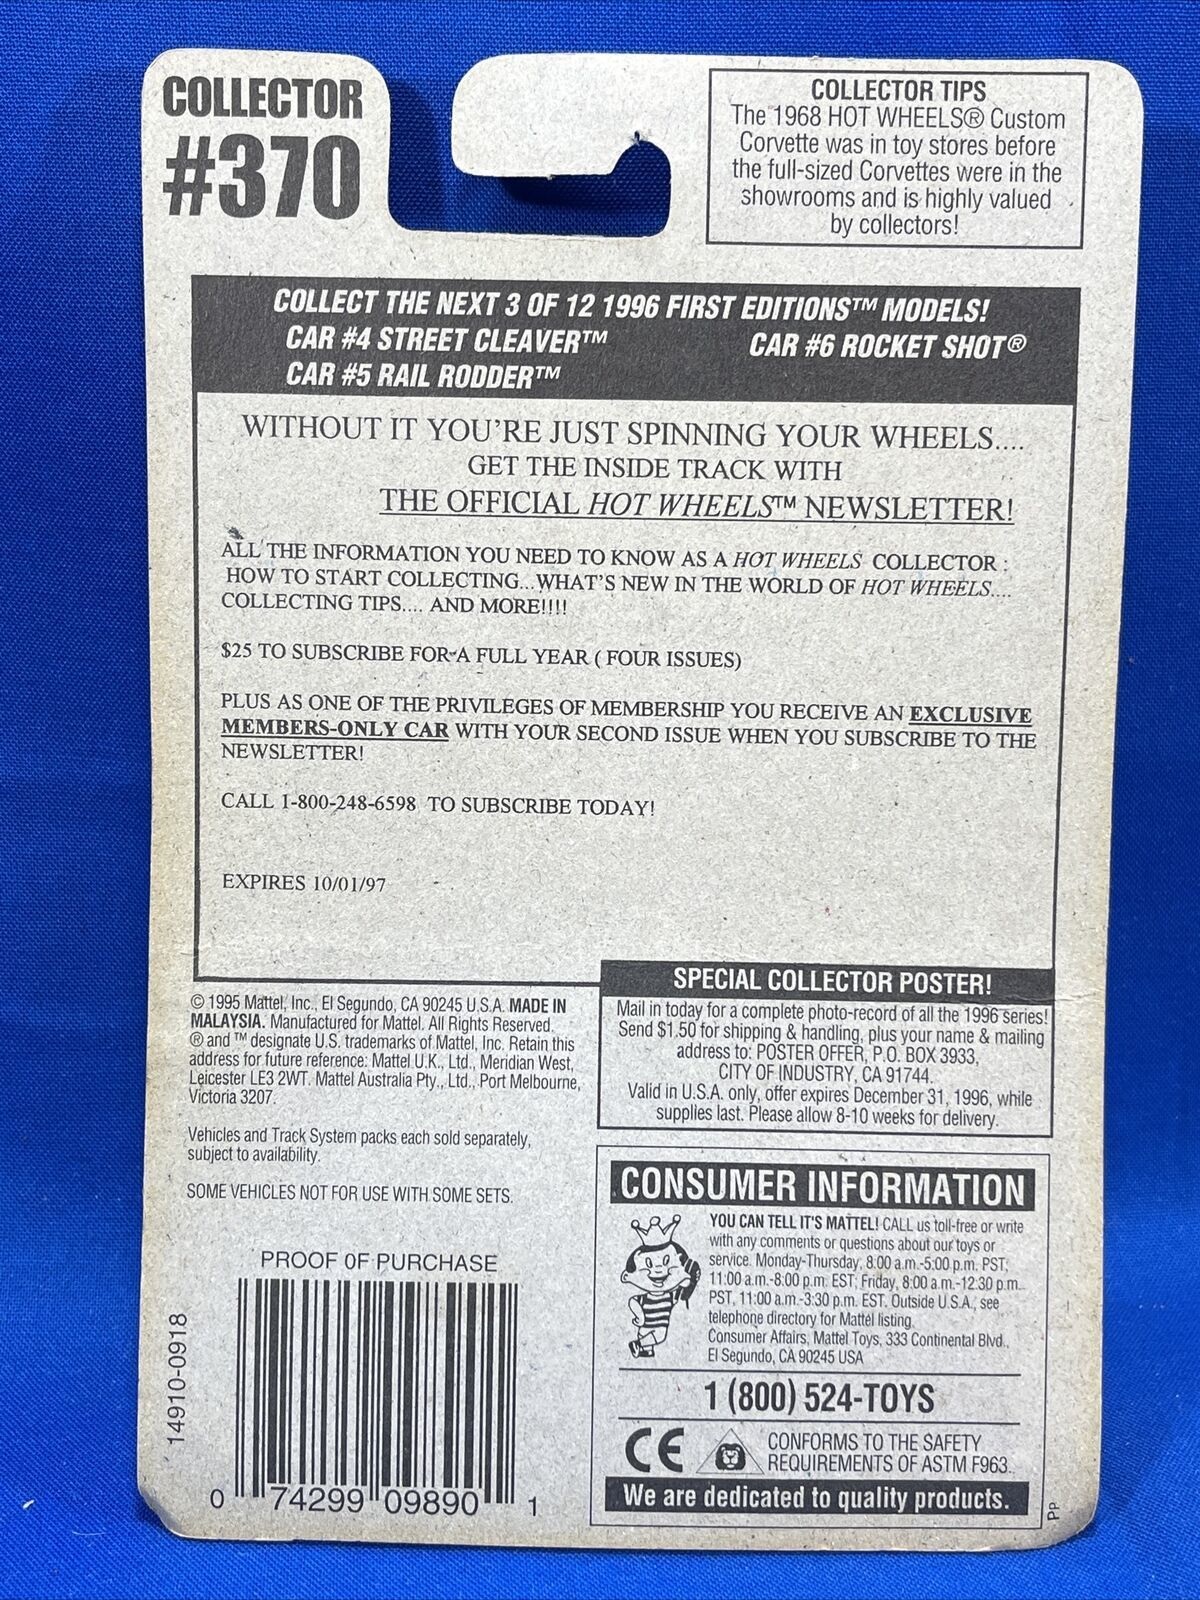 COLLECTOR
#370
COLLECTOR TIPS
The 1968 HOT WHEELS® Custom
Corvette was in toy stores before
the full-sized Corvettes were in the
showrooms and is highly valued
by collectors!
COLLECT THE NEXT 3 OF 12 1996 FIRST EDITIONS™ MODELS!
CAR #4 STREET CLEAVER™ CAR #6 ROCKET SHOT®
CAR #5 RAIL RODDER™
WITHOUT IT YOU'RE JUST SPINNING YOUR WHEELS....
GET THE INSIDE TRACK WITH
THE OFFICIAL HOT WHEELS™ NEWSLETTER!
ALL THE INFORMATION YOU NEED TO KNOW AS A HOT WHEELS COLLECTOR :
HOW TO START COLLECTING...WHAT'S NEW IN THE WORLD OF HOT WHEELS....
COLLECTING TIPS.... AND MORE!!!!
$25 TO SUBSCRIBE FOR A FULL YEAR ( FOUR ISSUES)
PLUS AS ONE OF THE PRIVILEGES OF MEMBERSHIP YOU RECEIVE AN EXCLUSIVE
MEMBERS-ONLY CAR WITH YOUR SECOND ISSUE WHEN YOU SUBSCRIBE TO THE
NEWSLETTER!
CALL 1-800-248-6598 TO SUBSCRIBE TODAY!
EXPIRES 10/01/97
© 1995 Mattel, Inc., El Segundo, CA 90245 U.S.A. MADE IN
MALAYSIA. Manufactured for Mattel. All Rights Reserved.
® and ™ designate U.S. trademarks of Mattel, Inc. Retain this
address for future reference: Mattel U.K., Ltd., Meridian West,
Leicester LE3 2WT. Mattel Australia Pty., Ltd., Port Melbourne,
Victoria 3207.
Vehicles and Track System packs each sold separately,
subject to availability.
SOME VEHICLES NOT FOR USE WITH SOME SETS.
PROOF OF PURCHASE
14910-0918
0 74299 09890 1
SPECIAL COLLECTOR POSTER!
Mail in today for a complete photo-record of all the 1996 series!
Send $1.50 for shipping & handling, plus your name & mailing
address to: POSTER OFFER, P.O. BOX 3933,
CITY OF INDUSTRY, CA 91744.
Valid in U.S.A. only, offer expires December 31, 1996, while
supplies last. Please allow 8-10 weeks for delivery.
CONSUMER INFORMATION
YOU CAN TELL IT'S MATTEL! CALL us toll-free or write
with any comments or questions about our toys or
service. Monday-Thursday, 8:00 a.m.-5:00 p.m. PST,
11:00 a.m.-8:00 p.m. EST; Friday, 8:00 a.m.-12:30 p.m.
PST, 11:00 a.m.-3:30 p.m. EST. Outside U.S.A., see
telephone directory for Mattel listing.
Consumer Affairs, Mattel Toys, 333 Continental Blvd.,
El Segundo, CA 90245 USA
1 (800) 524-TOYS
CE
CONFORMS TO THE SAFETY
REQUIREMENTS OF ASTM F963.
We are dedicated to quality products.
PP